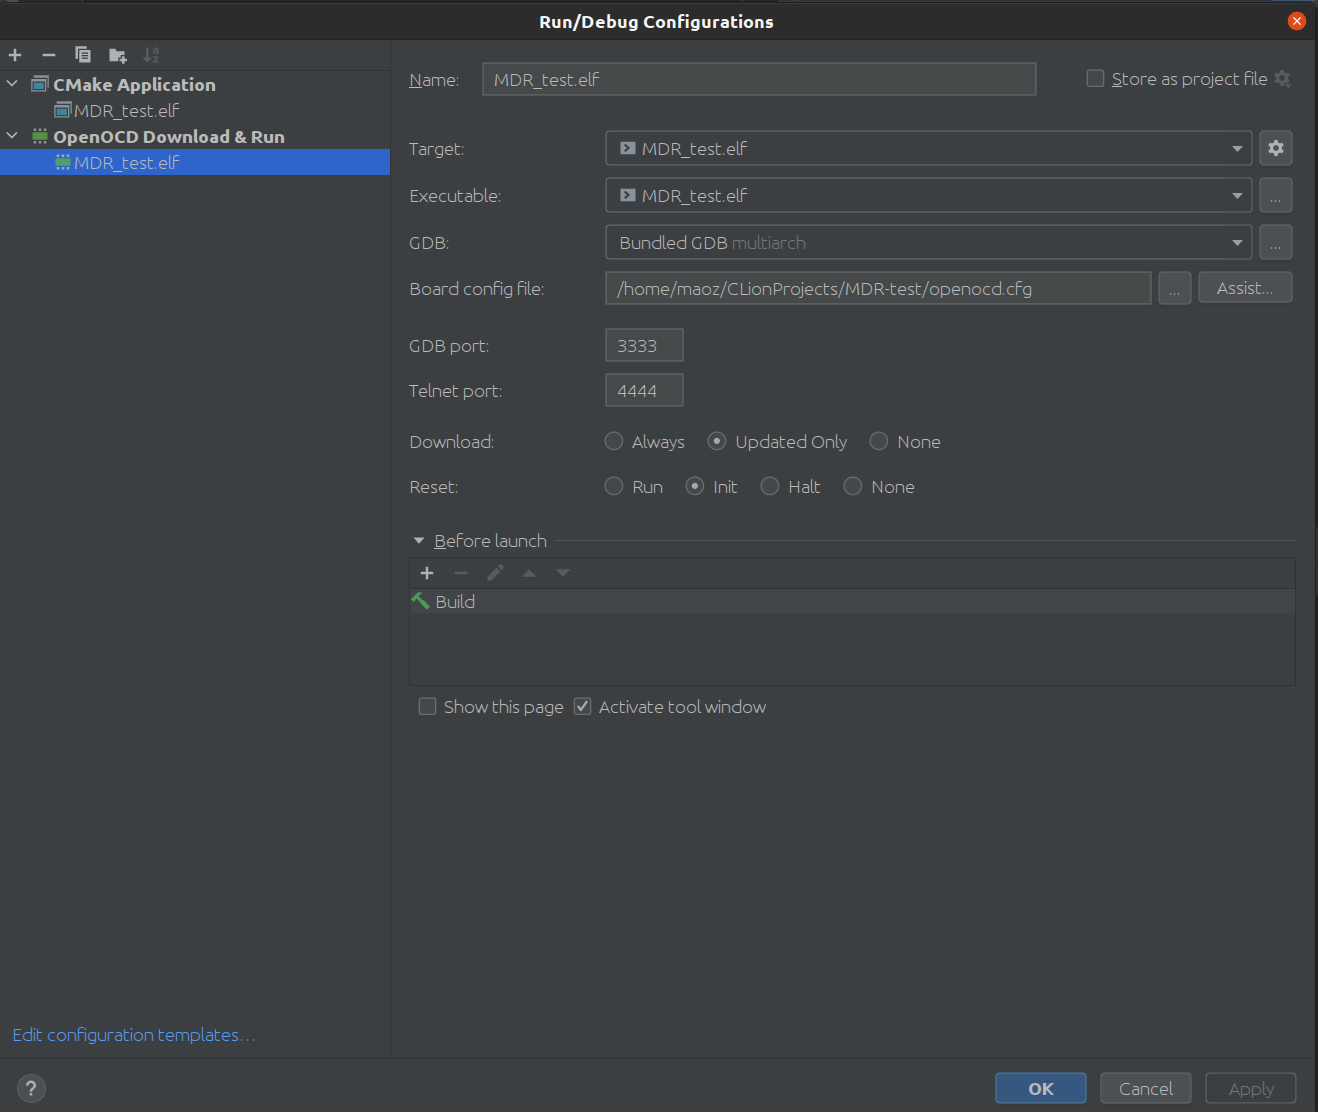 Run/Debug Configurations
CMake Application
MDR_test.elf
OpenOCD Download & Run
MDR_test.elf
Edit configuration templates...
Name: MDR_test.elf Store as project file
Target: MDR_test.elf
Executable: MDR_test.elf ...
GDB: Bundled GDB multiarch ...
Board config file: /home/maoz/CLionProjects/MDR-test/openocd.cfg ... Assist...
GDB port: 3333
Telnet port: 4444
Download: Always Updated Only None
Reset: Run Init Halt None
Before launch
Build
Show this page Activate tool window
? OK Cancel Apply